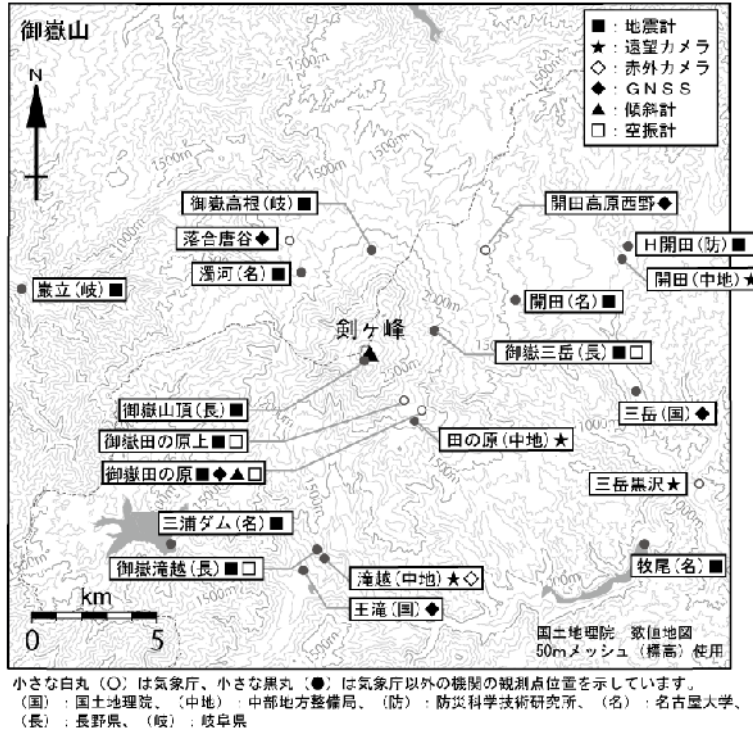 御嶽山
■：地震計
★：遠望カメラ
◇：赤外カメラ
◆：GNSS
▲：傾斜計
□：空振計
N
御嶽高根(岐)■
開田高原西野◆
落合唐谷◆
H開田(防)■
濁河(名)■
開田(中地)★
巌立(岐)■
開田(名)■
剣ヶ峰
御嶽三岳(長)■□
御嶽山頂(長)■
三岳(国)◆
御嶽田の原上■□
田の原(中地)★
御嶽田の原■◆▲□
三岳黒沢★
三浦ダム(名)■
御嶽滝越(長)■□
滝越(中地)★◇
牧尾(名)■
王滝(国)◆
km
0 5
国土地理院 数値地図
50mメッシュ(標高)使用
小さな白丸(○)は気象庁、小さな黒丸(●)は気象庁以外の機関の観測点位置を示しています。
(国)：国土地理院、(中地)：中部地方整備局、(防)：防災科学技術研究所、(名)：名古屋大学、
(長)：長野県、(岐)：岐阜県